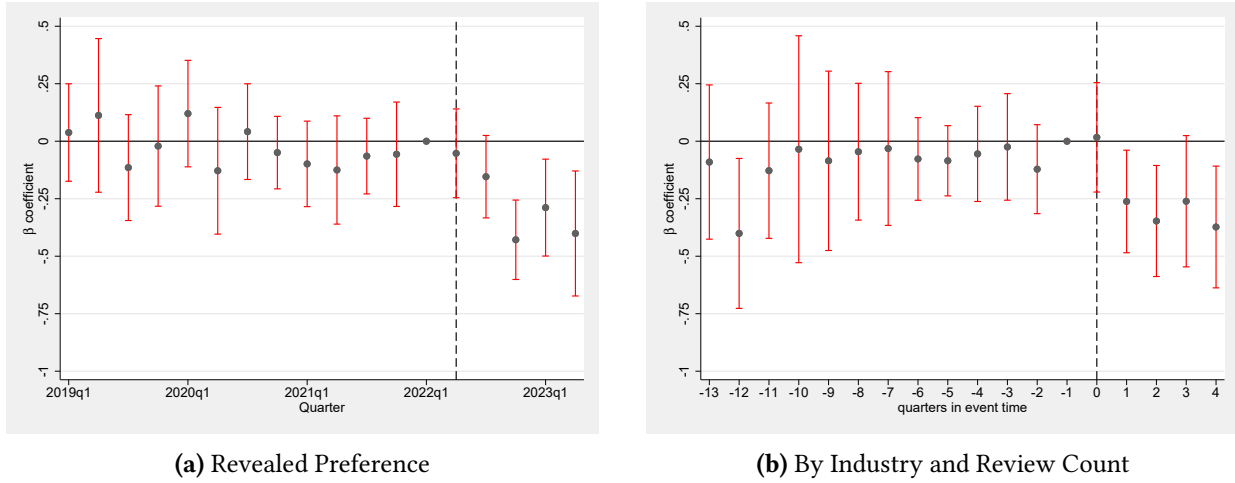 .5
.25
0
-.25
-.5
-.75
-1
β coefficient
2019q1 2020q1 2021q1 2022q1 2023q1
Quarter
(a) Revealed Preference
.5
.25
0
-.25
-.5
-.75
-1
β coefficient
-13 -12 -11 -10 -9 -8 -7 -6 -5 -4 -3 -2 -1 0 1 2 3 4
quarters in event time
(b) By Industry and Review Count